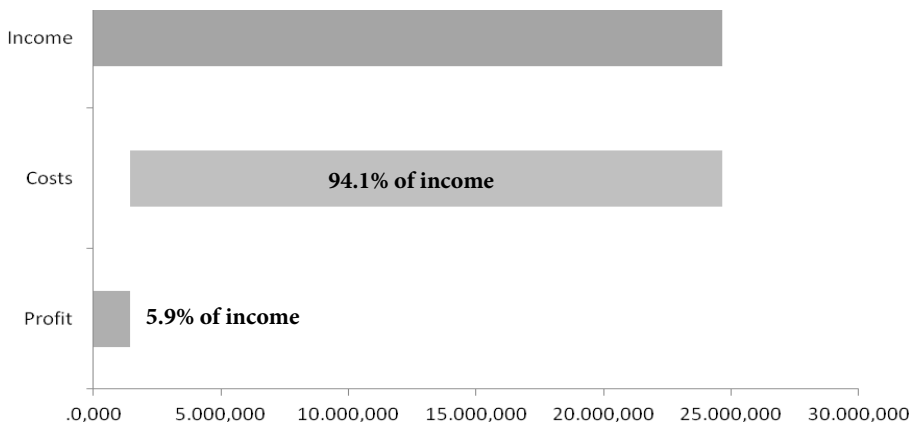 Income
Costs
94.1% of income
Profit
5.9% of income
.0,000 5.000,000 10.000,000 15.000,000 20.000,000 25.000,000 30.000,000